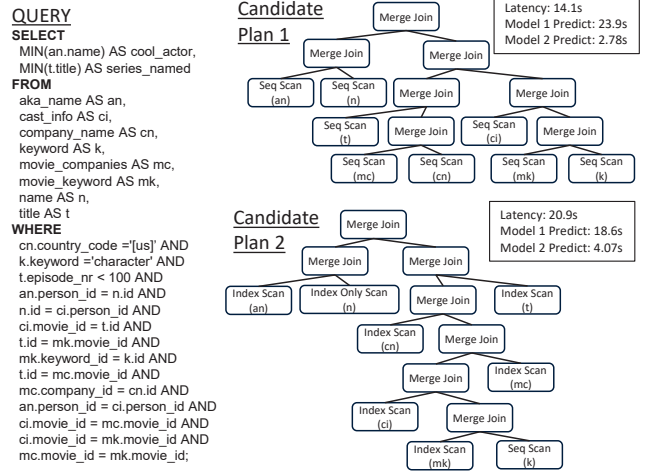 QUERY
SELECT
MIN(an.name) AS cool_actor,
MIN(t.title) AS series_named
FROM
aka_name AS an,
cast_info AS ci,
company_name AS cn,
keyword AS k,
movie_companies AS mc,
movie_keyword AS mk,
name AS n,
title AS t
WHERE
cn.country_code ='[us]' AND
k.keyword ='character' AND
t.episode_nr < 100 AND
an.person_id = n.id AND
n.id = ci.person_id AND
ci.movie_id = t.id AND
t.id = mk.movie_id AND
mk.keyword_id = k.id AND
t.id = mc.movie_id AND
mc.company_id = cn.id AND
an.person_id = ci.person_id AND
ci.movie_id = mc.movie_id AND
ci.movie_id = mk.movie_id AND
mc.movie_id = mk.movie_id;
Candidate
Plan 1
Latency: 14.1s
Model 1 Predict: 23.9s
Model 2 Predict: 2.78s
Merge Join
Merge Join
Merge Join
Seq Scan
(an)
Seq Scan
(n)
Merge Join
Merge Join
Seq Scan
(t)
Merge Join
Seq Scan
(ci)
Merge Join
Seq Scan
(mc)
Seq Scan
(cn)
Seq Scan
(mk)
Seq Scan
(k)
Candidate
Plan 2
Latency: 20.9s
Model 1 Predict: 18.6s
Model 2 Predict: 4.07s
Merge Join
Merge Join
Merge Join
Index Scan
(an)
Index Only Scan
(n)
Merge Join
Index Scan
(t)
Index Scan
(cn)
Merge Join
Merge Join
Index Scan
(mc)
Index Scan
(ci)
Merge Join
Index Scan
(mk)
Seq Scan
(k)